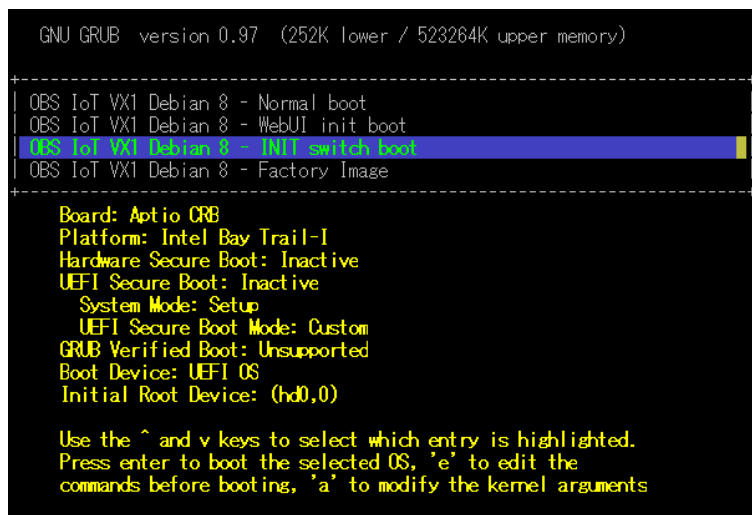 GNU GRUB version 0.97 (252K lower / 523264K upper memory)
OBS IoT VX1 Debian 8 - Normal boot
OBS IoT VX1 Debian 8 - WebUI init boot
OBS IoT VX1 Debian 8 - INIT switch boot
OBS IoT VX1 Debian 8 - Factory Image
Board: Aptio CRB
Platform: Intel Bay Trail-I
Hardware Secure Boot: Inactive
UEFI Secure Boot: Inactive
System Mode: Setup
UEFI Secure Boot Mode: Custom
GRUB Verified Boot: Unsupported
Boot Device: UEFI OS
Initial Root Device: (hd0,0)
Use the ^ and v keys to select which entry is highlighted.
Press enter to boot the selected OS, 'e' to edit the
commands before booting, 'a' to modify the kernel arguments